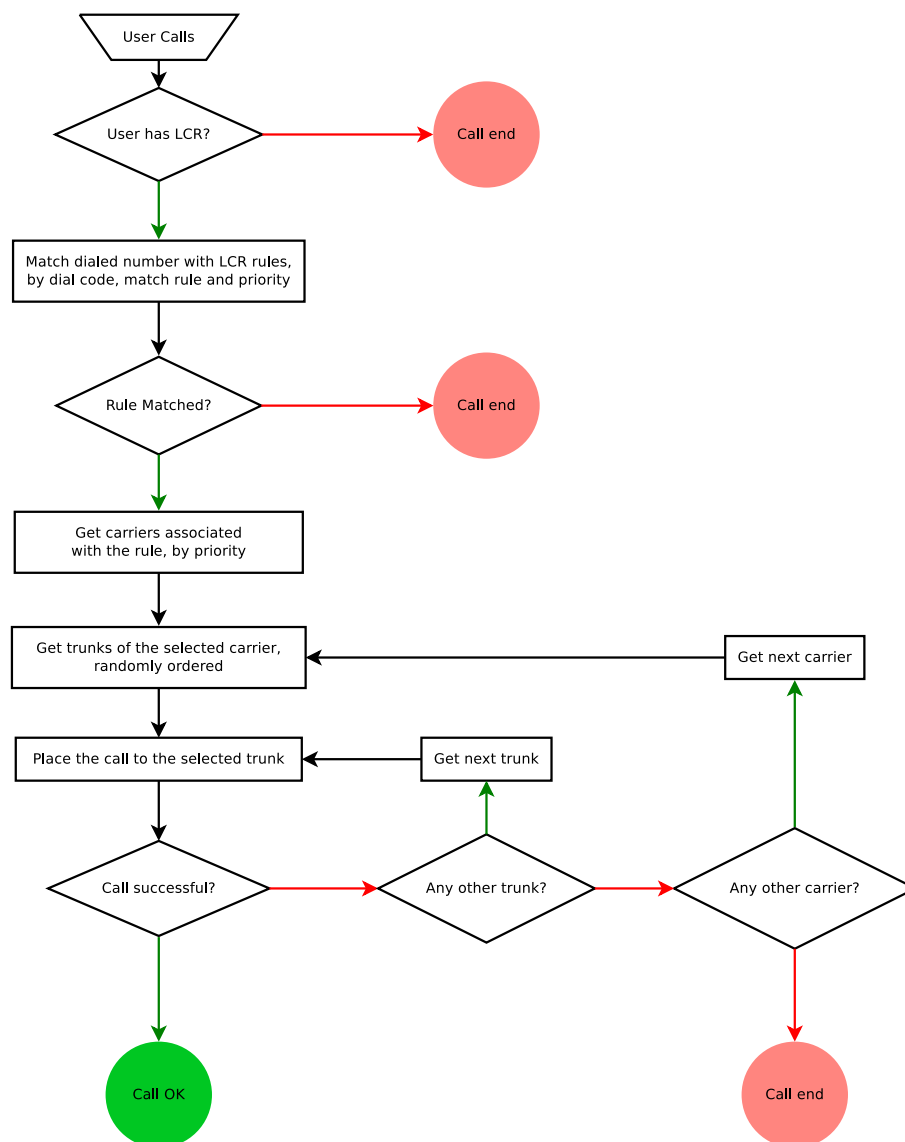 User Calls
User has LCR?
Call end
Match dialed number with LCR rules,
by dial code, match rule and priority
Rule Matched?
Call end
Get carriers associated
with the rule, by priority
Get trunks of the selected carrier,
randomly ordered
Get next carrier
Place the call to the selected trunk
Get next trunk
Call successful?
Any other trunk?
Any other carrier?
Call OK
Call end